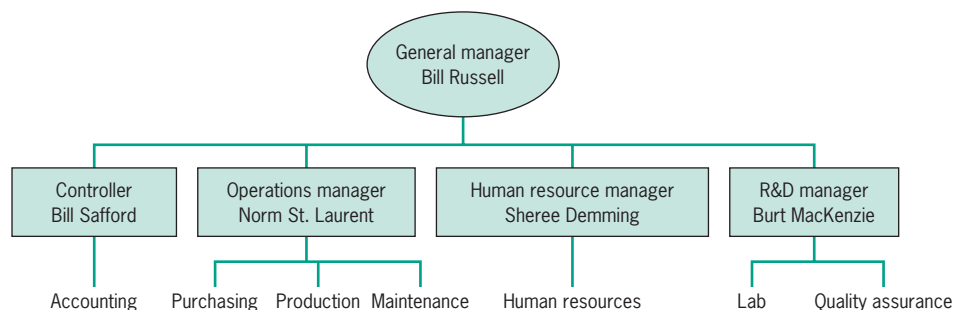 General manager
Bill Russell
Controller
Bill Safford
Operations manager
Norm St. Laurent
Human resource manager
Sheree Demming
R&D manager
Burt MacKenzie
Accounting
Purchasing
Production
Maintenance
Human resources
Lab
Quality assurance